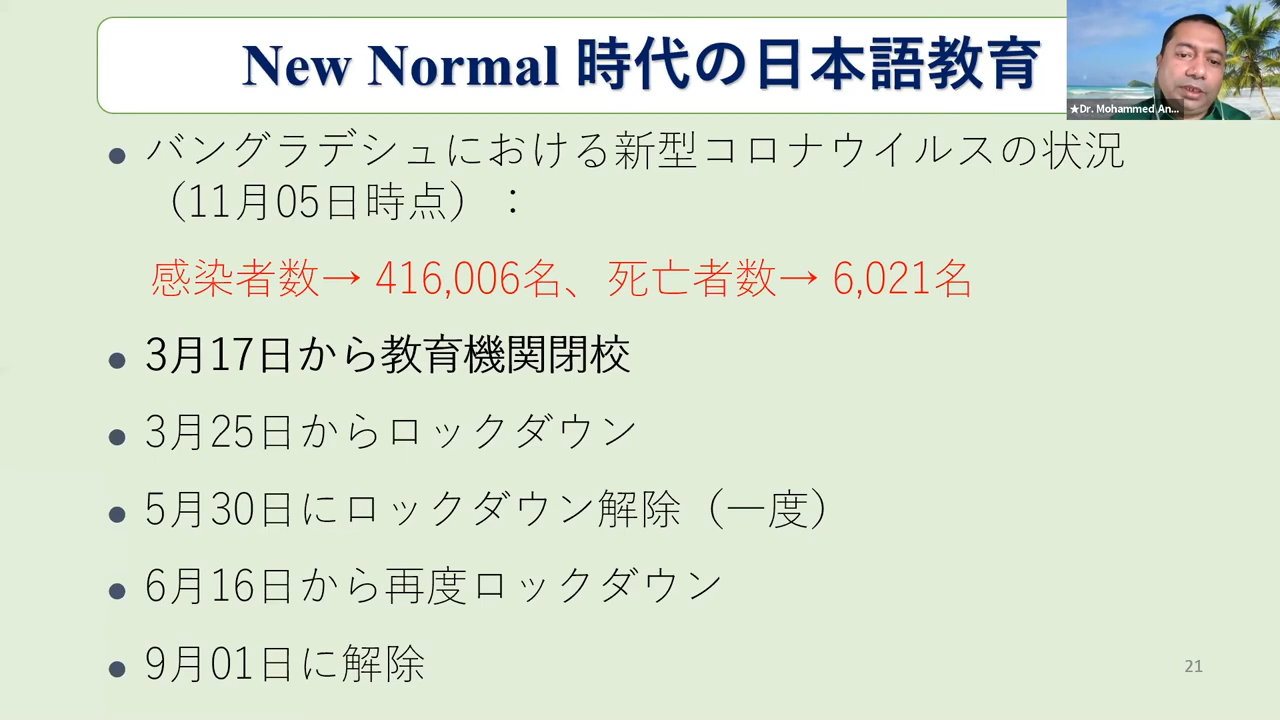 New Normal 時代の日本語教育
★Dr. Mohammed An...
● バングラデシュにおける新型コロナウイルスの状況
（11月05日時点）：
感染者数→ 416,006名、死亡者数→ 6,021名
● 3月17日から教育機関閉校
● 3月25日からロックダウン
● 5月30日にロックダウン解除（一度）
● 6月16日から再度ロックダウン
● 9月01日に解除
21